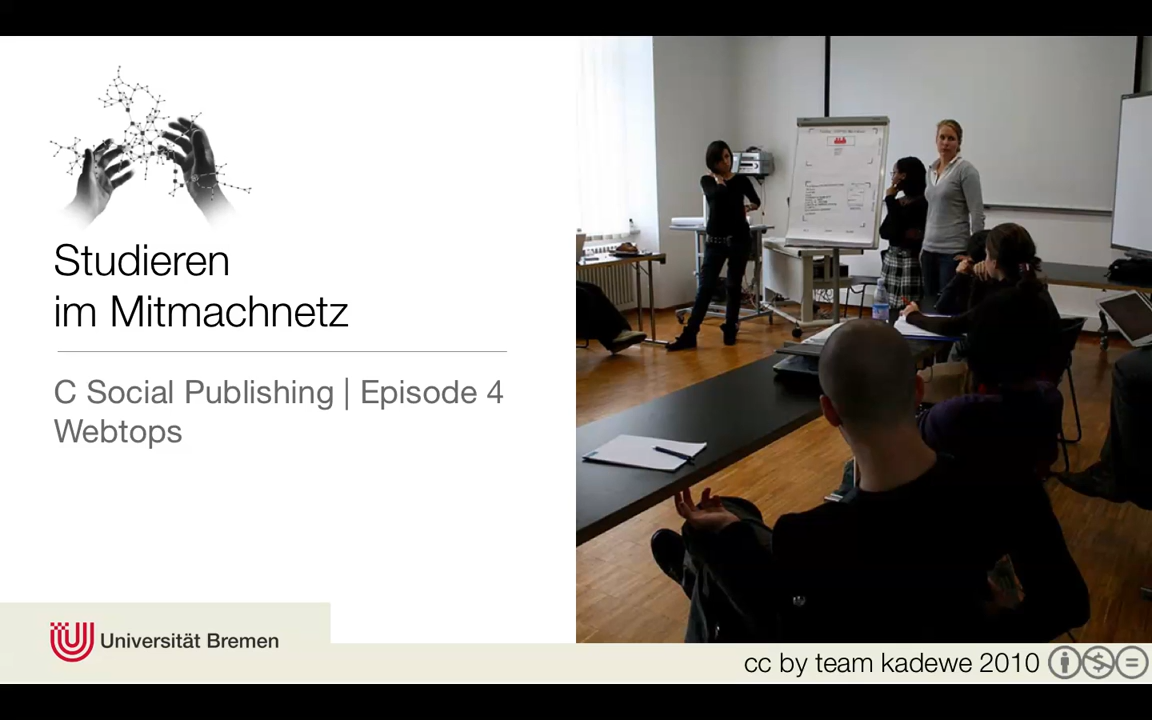 Studieren
im Mitmachnetz
C Social Publishing | Episode 4
Webtops
Universität Bremen
cc by team kadewe 2010